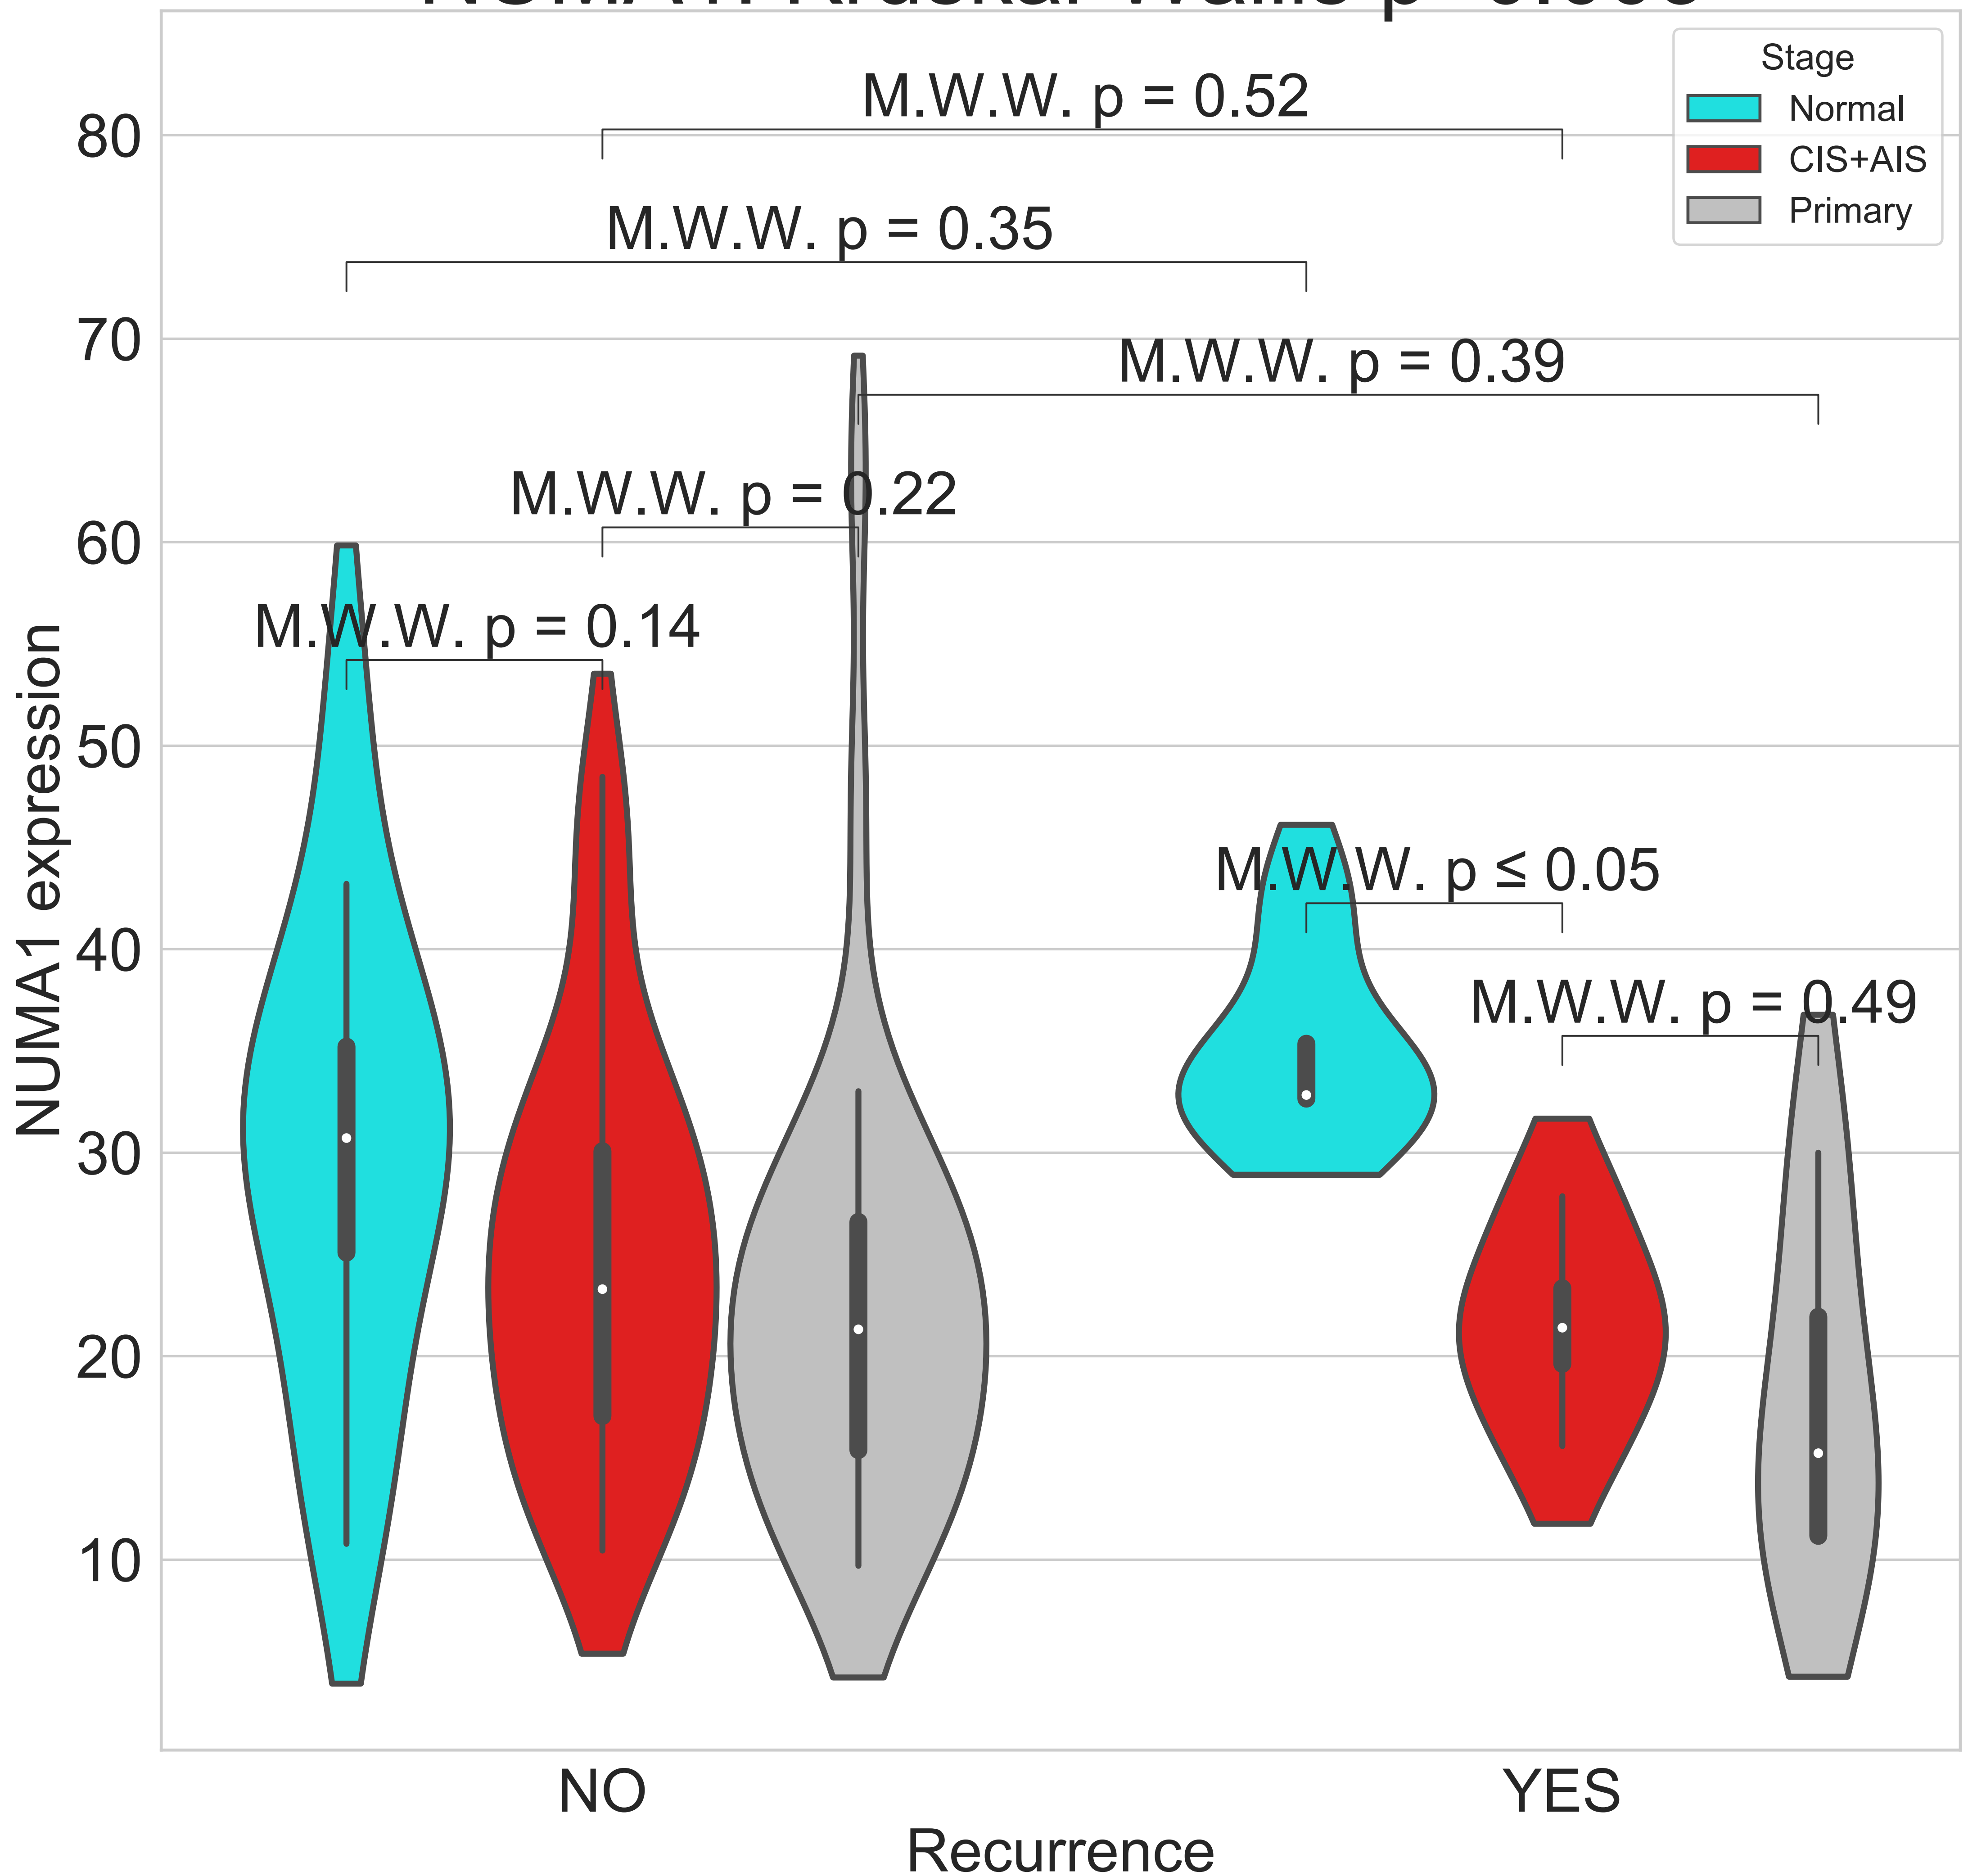 Stage
Normal
CIS+AIS
Primary
M.W.W. p = 0.52
M.W.W. p = 0.35
M.W.W. p = 0.39
M.W.W. p = 0.22
M.W.W. p = 0.14
M.W.W. p ≤ 0.05
M.W.W. p = 0.49
80
70
60
50
40
30
20
10
NUMA1 expression
NO
YES
Recurrence